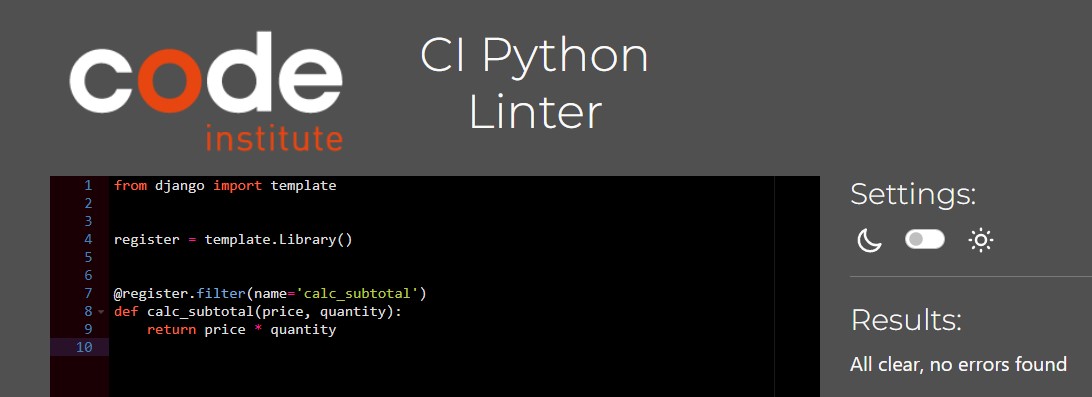 code
institute
CI Python
Linter
1 from django import template
2
3
4 register = template.Library()
5
6
7 @register.filter(name='calc_subtotal')
8 def calc_subtotal(price, quantity):
9     return price * quantity
10
Settings:
Results:
All clear, no errors found